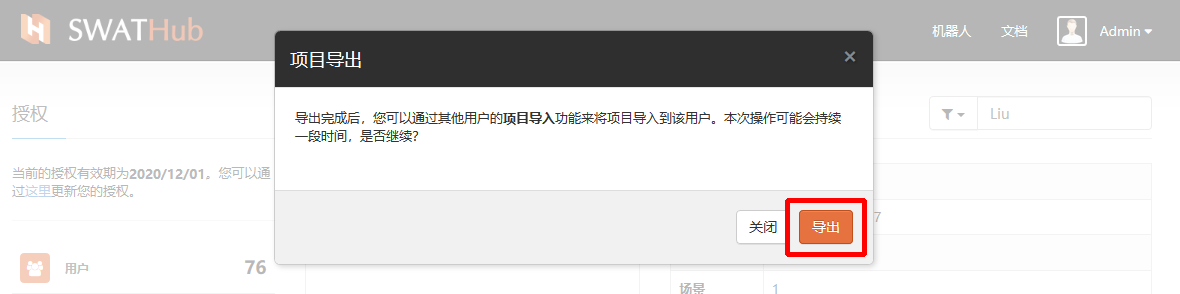 SWATHub
机器人 文档 Admin
项目导出 ×
导出完成后，您可以通过其他用户的项目导入功能来将项目导入到该用户。本次操作可能会持续
一段时间，是否继续?
关闭 导出
授权
Liu
当前的授权有效期为2020/12/01。您可以通
过这里更新您的授权。
7
用户 76
场景 1